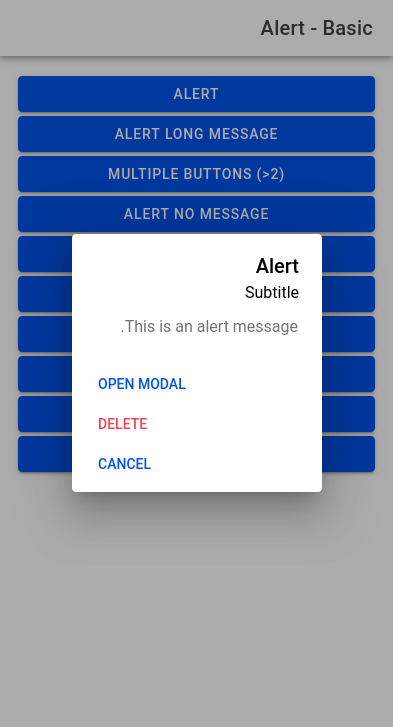 Alert - Basic
ALERT
ALERT LONG MESSAGE
MULTIPLE BUTTONS (>2)
ALERT NO MESSAGE
Alert
Subtitle
.This is an alert message
OPEN MODAL
DELETE
CANCEL